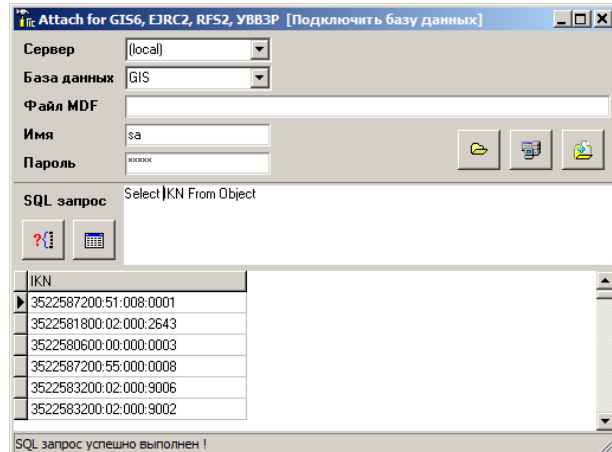 Attach for GIS6, EJRC2, RFS2, УВВЗР [Подключить базу данных]
Сервер (local)
База данных GIS
Файл MDF
Имя sa
Пароль ×××××
SQL запрос Select IKN From Object
?{
IKN
3522587200:51:008:0001
3522581800:02:000:2643
3522580600:00:000:0003
3522587200:55:000:0008
3522583200:02:000:9006
3522583200:02:000:9002
SQL запрос успешно выполнен !